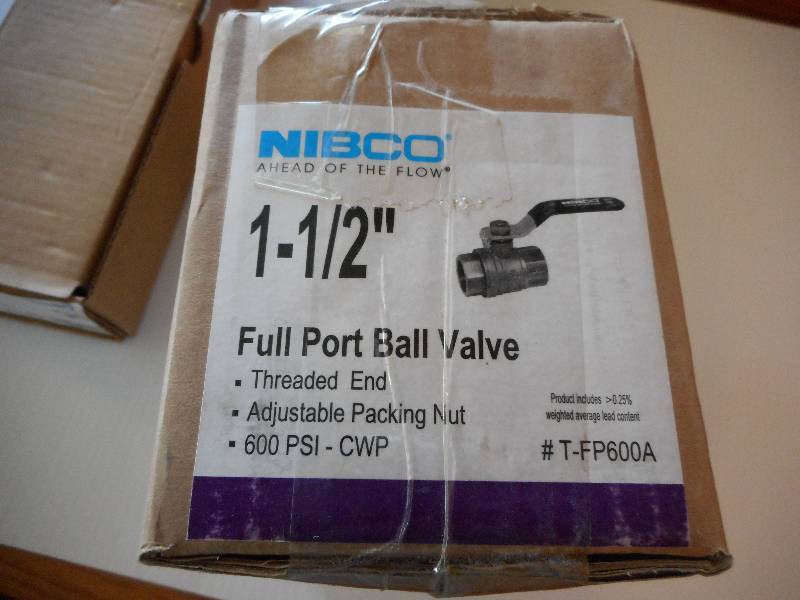 NIBCO®
AHEAD OF THE FLOW®
1-1/2"
NIBCO
Full Port Ball Valve
▪ Threaded End
▪ Adjustable Packing Nut
▪ 600 PSI - CWP
Product includes >0.25%
weighted average lead content
# T-FP600A